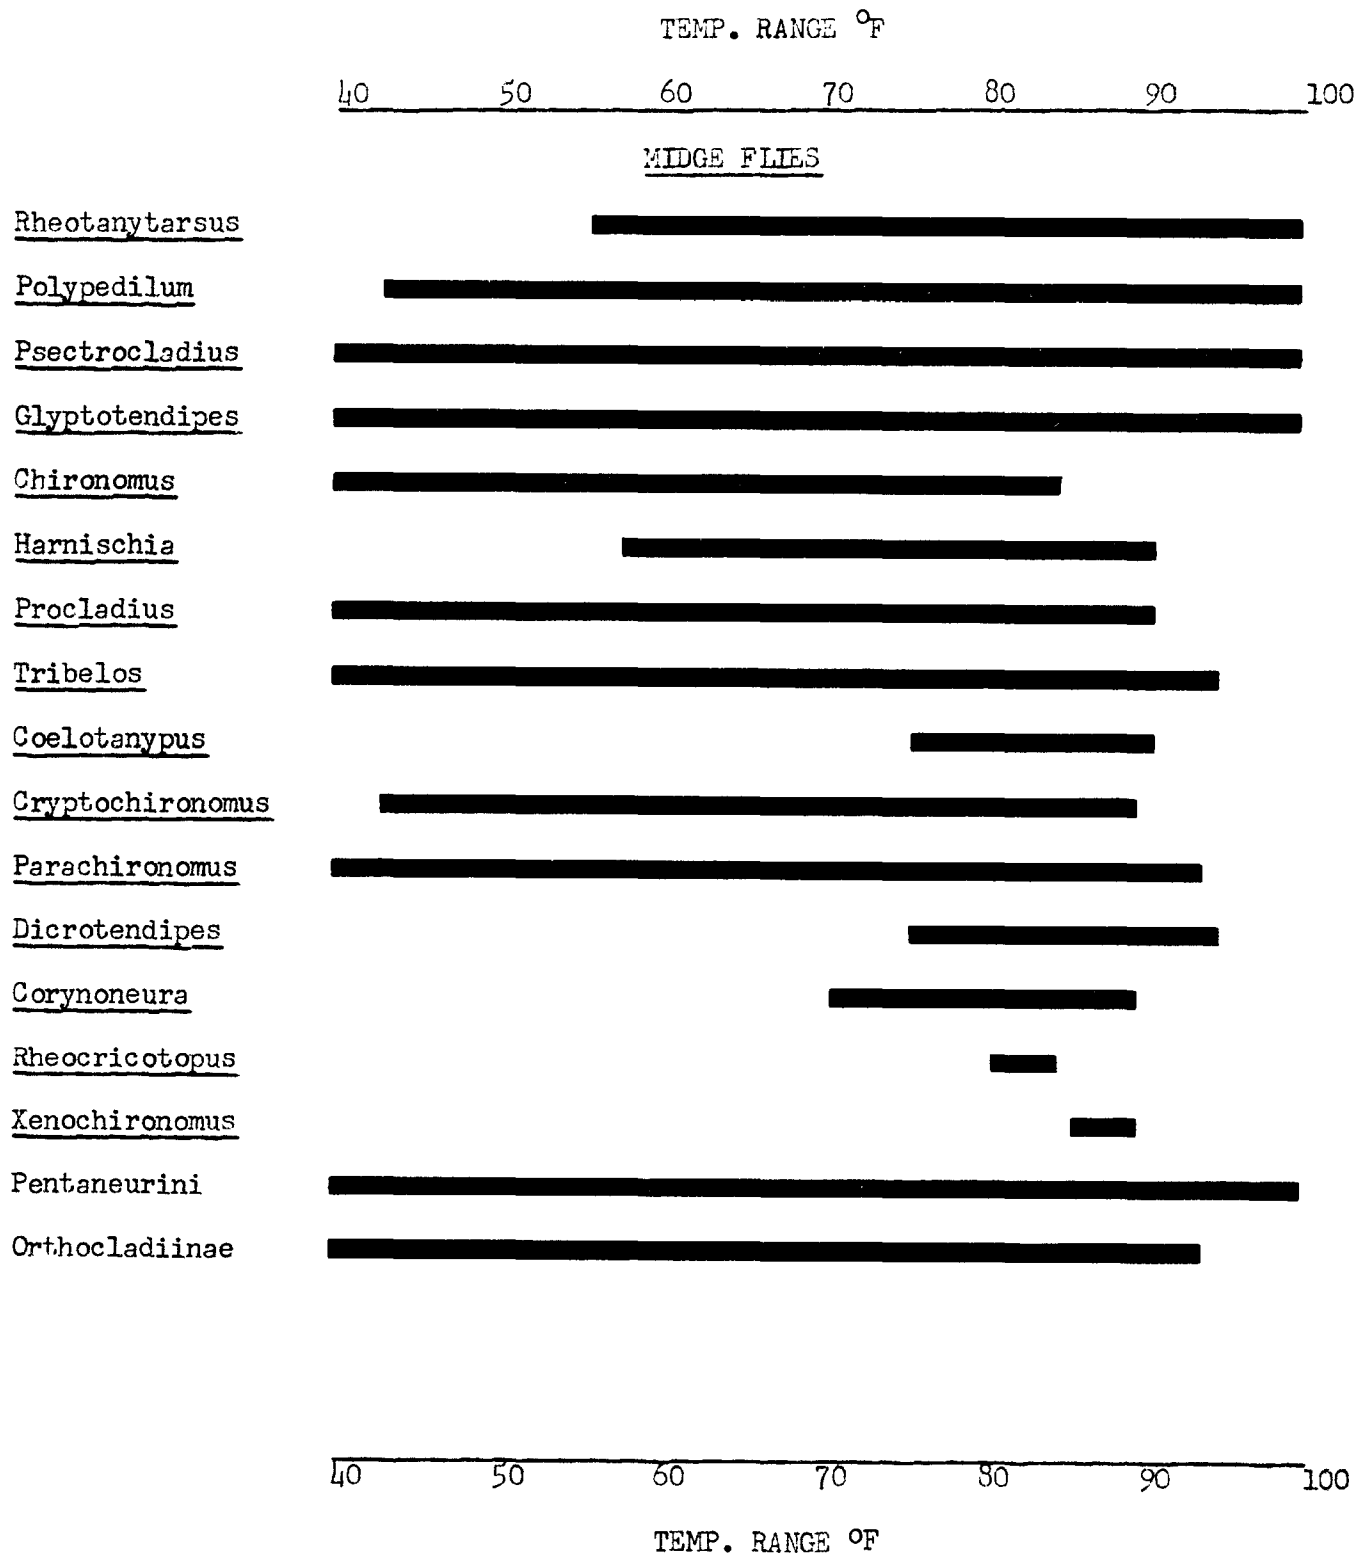 TEMP. RANGE °F
40 50 60 70 80 90 100
MIDGE FLIES
Rheotanytarsus
Polypedilum
Psectrocladius
Glyptotendipes
Chironomus
Harnischia
Procladius
Tribelos
Coelotanypus
Cryptochironomus
Parachironomus
Dicrotendipes
Corynoneura
Rheocricotopus
Xenochironomus
Pentaneurini
Orthocladiinae
40 50 60 70 80 90 100
TEMP. RANGE °F